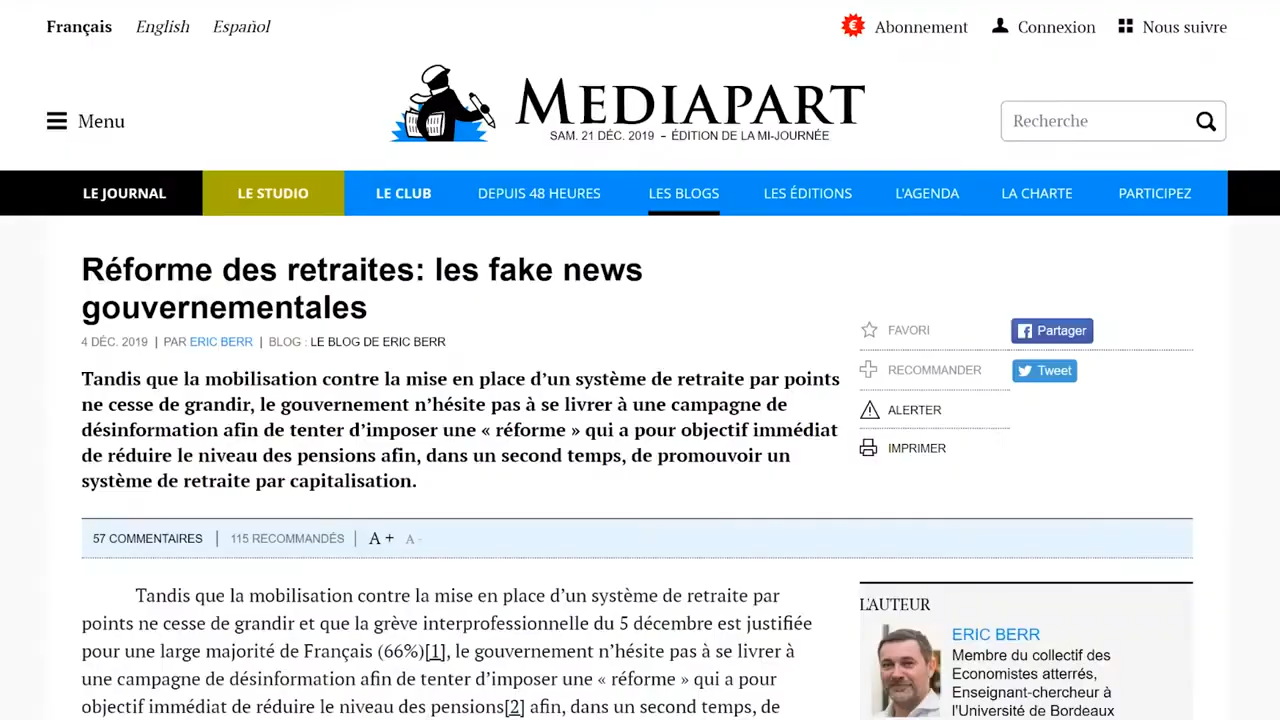 Français English Español
Abonnement Connexion Nous suivre
Menu
MEDIAPART
SAM. 21 DÉC. 2019 – ÉDITION DE LA MI-JOURNÉE
Recherche
LE JOURNAL LE STUDIO LE CLUB DEPUIS 48 HEURES LES BLOGS LES ÉDITIONS L'AGENDA LA CHARTE PARTICIPEZ
Réforme des retraites: les fake news
gouvernementales
4 DÉC. 2019 | PAR ERIC BERR | BLOG : LE BLOG DE ERIC BERR
Tandis que la mobilisation contre la mise en place d’un système de retraite par points
ne cesse de grandir, le gouvernement n’hésite pas à se livrer à une campagne de
désinformation afin de tenter d’imposer une « réforme » qui a pour objectif immédiat
de réduire le niveau des pensions afin, dans un second temps, de promouvoir un
système de retraite par capitalisation.
FAVORI Partager
RECOMMANDER Tweet
ALERTER
IMPRIMER
57 COMMENTAIRES | 115 RECOMMANDÉS | A + A -
Tandis que la mobilisation contre la mise en place d’un système de retraite par
points ne cesse de grandir et que la grève interprofessionnelle du 5 décembre est justifiée
pour une large majorité de Français (66%)[1], le gouvernement n’hésite pas à se livrer à
une campagne de désinformation afin de tenter d’imposer une « réforme » qui a pour
objectif immédiat de réduire le niveau des pensions[2] afin, dans un second temps, de
L'AUTEUR
ERIC BERR
Membre du collectif des
Economistes atterrés,
Enseignant-chercheur à
l'Université de Bordeaux